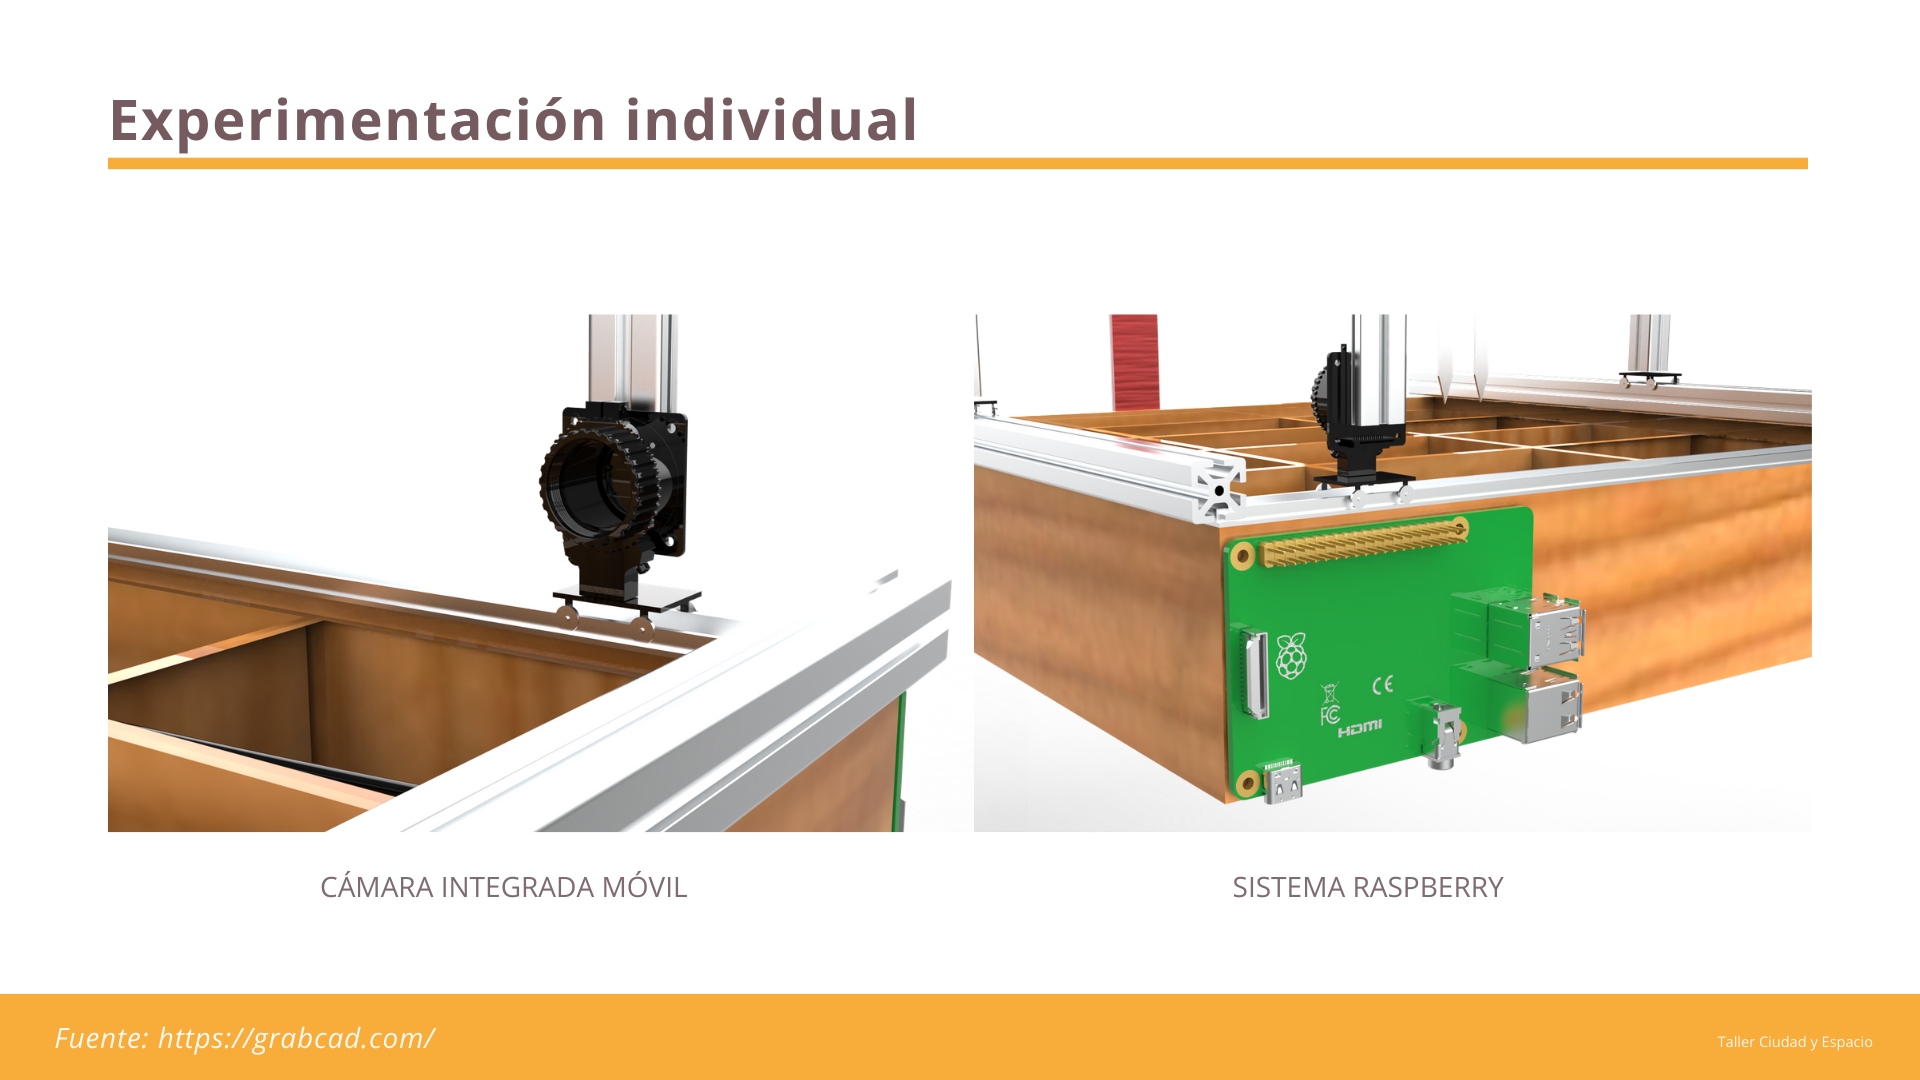 Experimentación individual
FC
CE
HDMI
CÁMARA INTEGRADA MÓVIL
SISTEMA RASPBERRY
Fuente: https://grabcad.com/
Taller Ciudad y Espacio